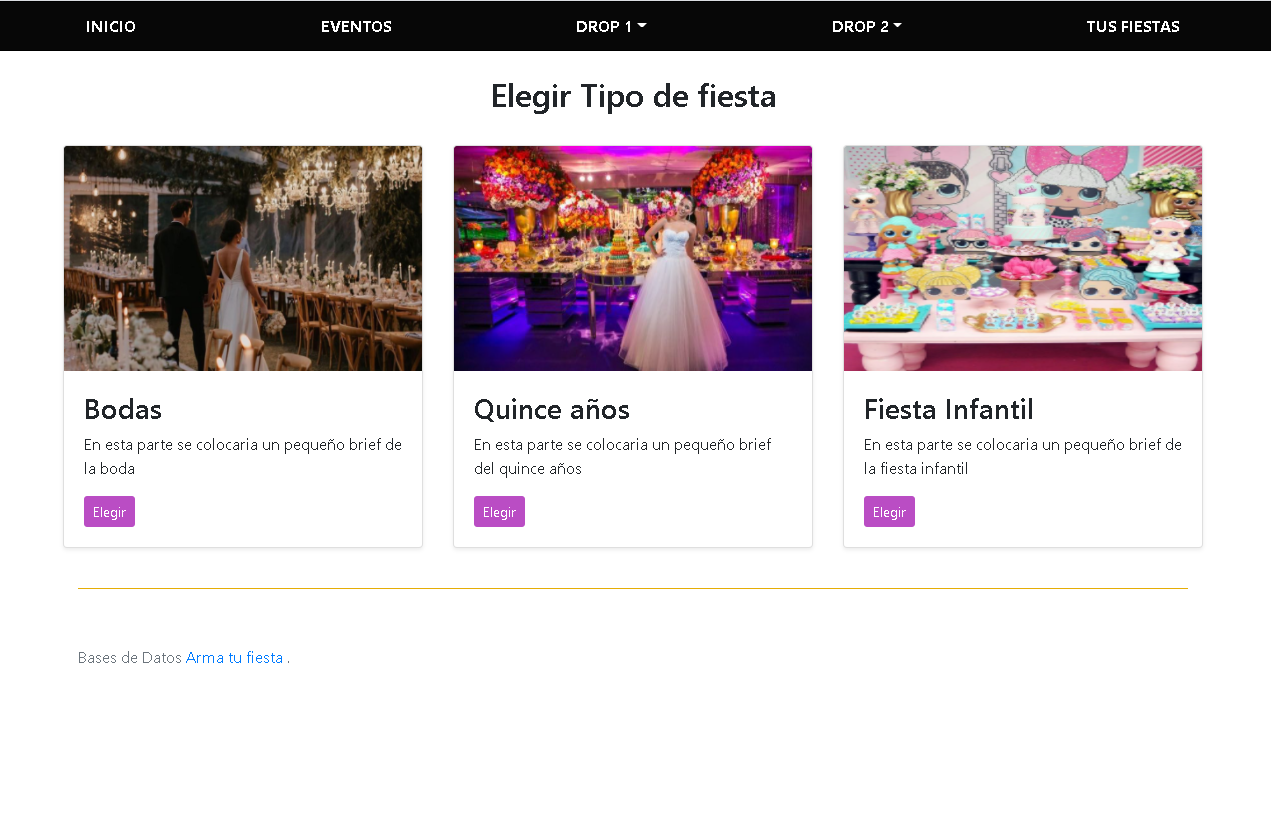 INICIO
EVENTOS
DROP 1
DROP 2
TUS FIESTAS
Elegir Tipo de fiesta
Bodas
En esta parte se colocaria un pequeño brief de
la boda
Elegir
Quince años
En esta parte se colocaria un pequeño brief
del quince años
Elegir
Fiesta Infantil
En esta parte se colocaria un pequeño brief de
la fiesta infantil
Elegir
Bases de Datos Arma tu fiesta .